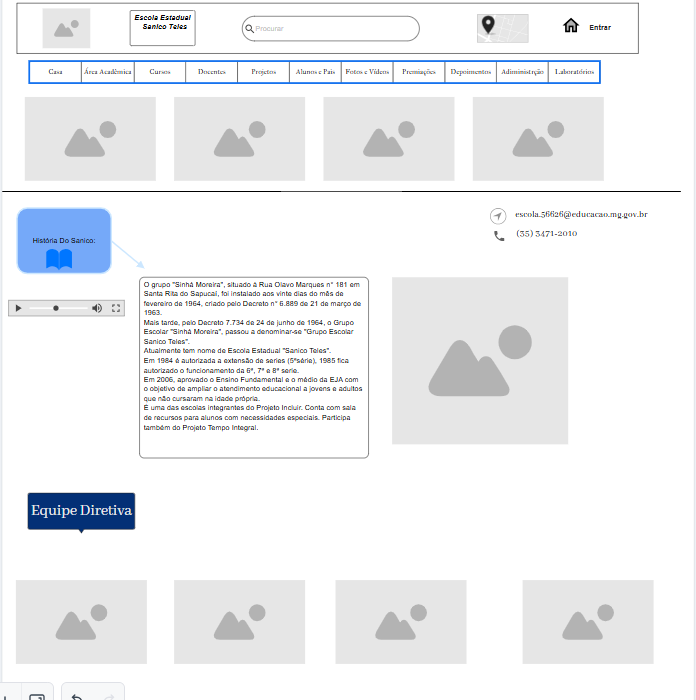 Escola Estadual
Sanico Teles
Procurar
Entrar
Casa
Área Acadêmica
Cursos
Docentes
Projetos
Alunos e Pais
Fotos e Vídeos
Premiações
Depoimentos
Adiministrção
Laboratórios
escola.56626@educacao.mg.gov.br
(35) 3471-2010
História Do Sanico:
O grupo "Sinhá Moreira", situado à Rua Olavo Marques n° 181 em
Santa Rita do Sapucaí, foi instalado aos vinte dias do mês de
fevereiro de 1964, criado pelo Decreto n° 6.889 de 21 de março de
1963.
Mais tarde, pelo Decreto 7.734 de 24 de junho de 1964, o Grupo
Escolar "Sinhá Moreira", passou a denominar-se "Grupo Escolar
Sanico Teles".
Atualmente tem nome de Escola Estadual "Sanico Teles".
Em 1984 é autorizada a extensão de series (5ªsérie), 1985 fica
autorizado o funcionamento da 6ª, 7ª e 8ª serie.
Em 2006, aprovado o Ensino Fundamental e o médio da EJA com
o objetivo de ampliar o atendimento educacional a jovens e adultos
que não cursaram na idade própria.
É uma das escolas integrantes do Projeto Incluir. Conta com sala
de recursos para alunos com necessidades especiais. Participa
também do Projeto Tempo Integral.
Equipe Diretiva